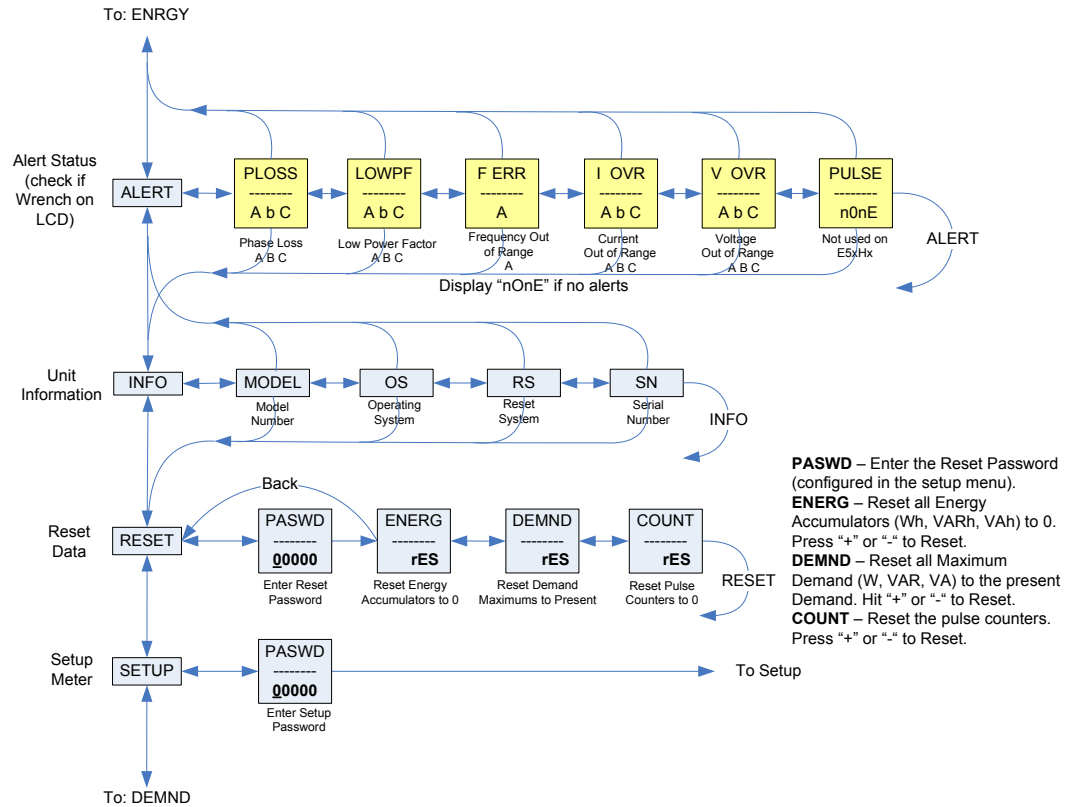 To: ENRGY
Alert Status
(check if
Wrench on
LCD)
ALERT
PLOSS
--------
A b C
Phase Loss
A B C
LOWPF
--------
A b C
Low Power Factor
A B C
F ERR
--------
A
Frequency Out
of Range
A
I OVR
--------
A b C
Current
Out of Range
A B C
V OVR
--------
A b C
Voltage
Out of Range
A B C
PULSE
--------
n0nE
Not used on
E5xHx
ALERT
Display “nOnE” if no alerts
Unit
Information
INFO
MODEL
Model
Number
OS
Operating
System
RS
Reset
System
SN
Serial
Number
INFO
Back
Reset
Data
RESET
PASWD
--------
00000
Enter Reset
Password
ENERG
--------
rES
Reset Energy
Accumulators to 0
DEMND
--------
rES
Reset Demand
Maximums to Present
COUNT
--------
rES
Reset Pulse
Counters to 0
RESET
PASWD – Enter the Reset Password
(configured in the setup menu).
ENERG – Reset all Energy
Accumulators (Wh, VARh, VAh) to 0.
Press “+” or “-“ to Reset.
DEMND – Reset all Maximum
Demand (W, VAR, VA) to the present
Demand. Hit “+” or “-“ to Reset.
COUNT – Reset the pulse counters.
Press “+” or “-“ to Reset.
Setup
Meter
SETUP
PASWD
--------
00000
Enter Setup
Password
To Setup
To: DEMND